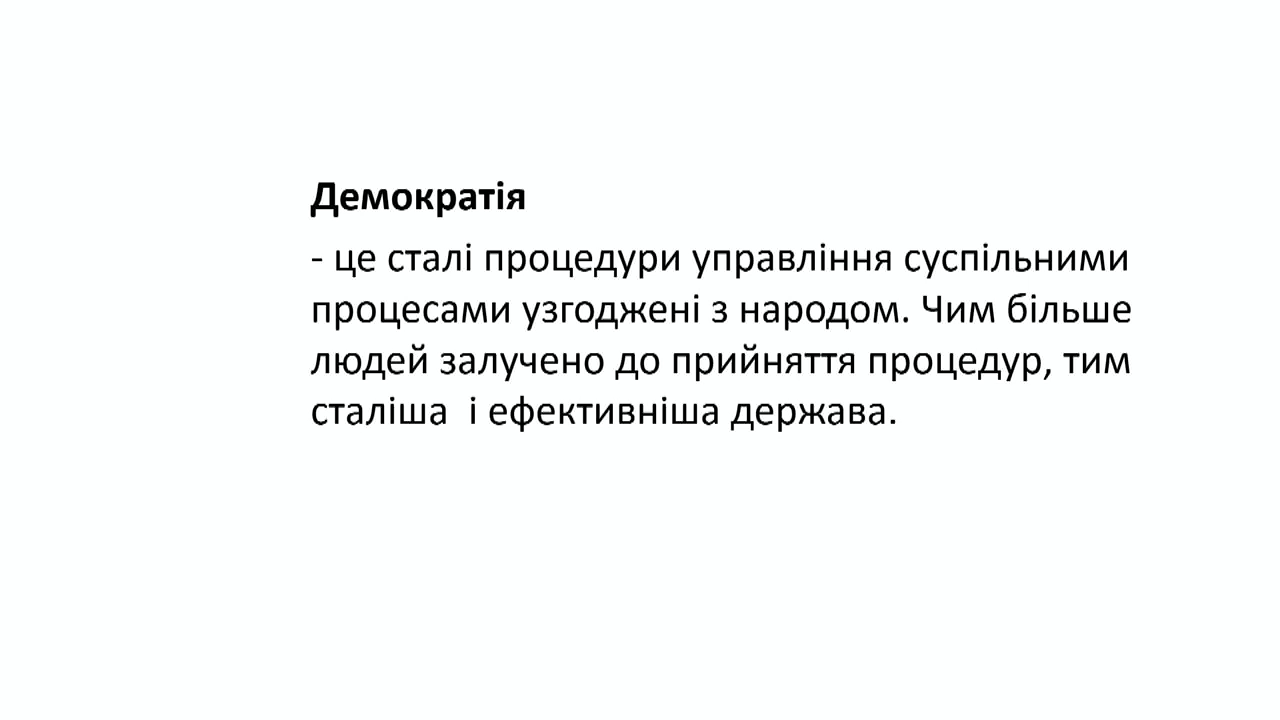 Демократія
- це сталі процедури управління суспільними
процесами узгоджені з народом. Чим більше
людей залучено до прийняття процедур, тим
сталіша  і ефективніша держава.